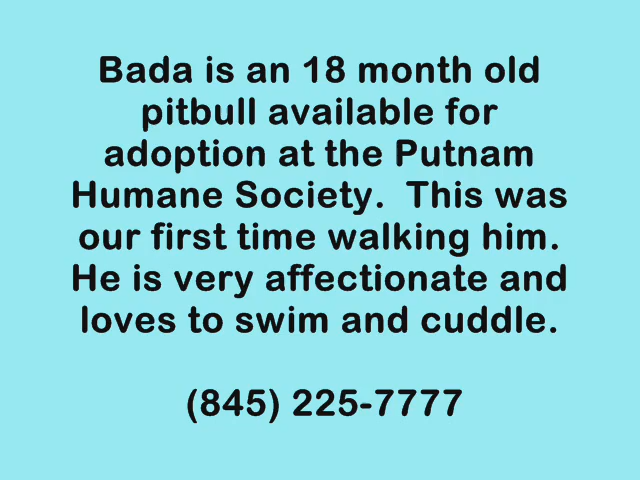 Bada is an 18 month old
pitbull available for
adoption at the Putnam
Humane Society.  This was
our first time walking him.
He is very affectionate and
loves to swim and cuddle.
(845) 225-7777